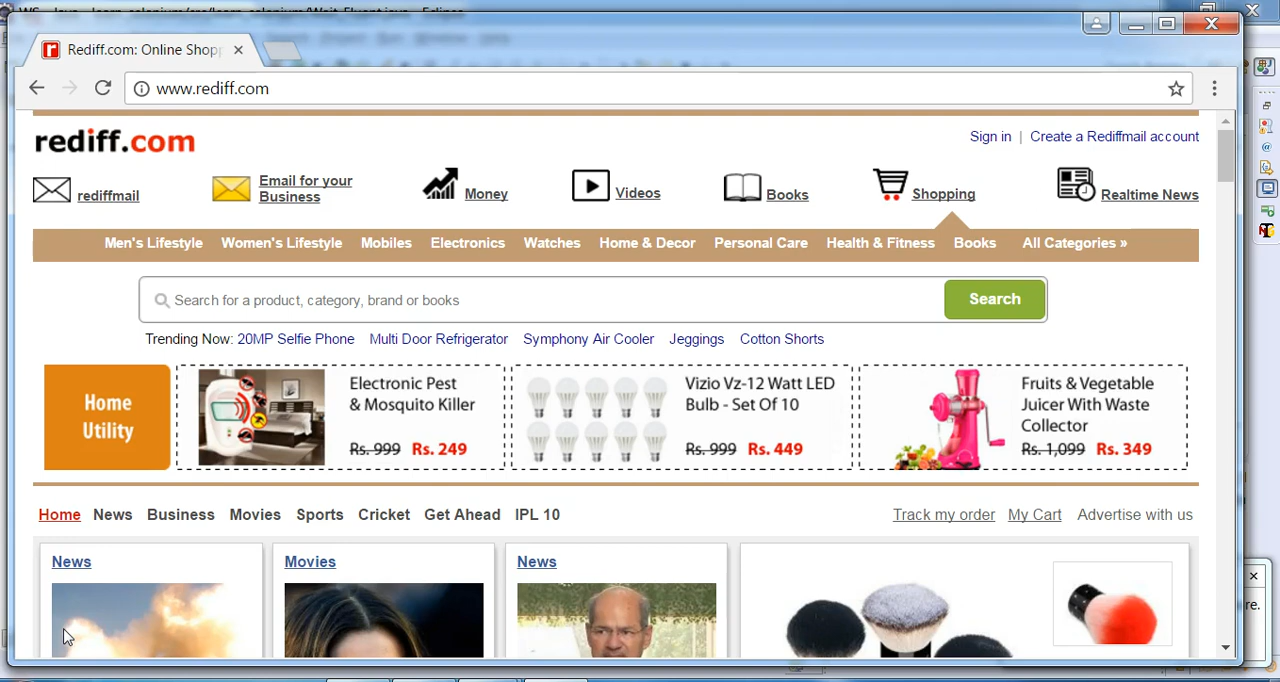 Rediff.com: Online Shopp
www.rediff.com
rediff.com
Sign in | Create a Rediffmail account
rediffmail
Email for your
Business
Money
Videos
Books
Shopping
Realtime News
Men's Lifestyle Women's Lifestyle Mobiles Electronics Watches Home & Decor Personal Care Health & Fitness Books All Categories »
Search for a product, category, brand or books
Search
Trending Now: 20MP Selfie Phone Multi Door Refrigerator Symphony Air Cooler Jeggings Cotton Shorts
Home
Utility
Electronic Pest
& Mosquito Killer
Rs. 999 Rs. 249
Vizio Vz-12 Watt LED
Bulb - Set Of 10
Rs. 999 Rs. 449
Fruits & Vegetable
Juicer With Waste
Collector
Rs. 1,099 Rs. 349
Home News Business Movies Sports Cricket Get Ahead IPL 10
Track my order My Cart Advertise with us
News
Movies
News
re.